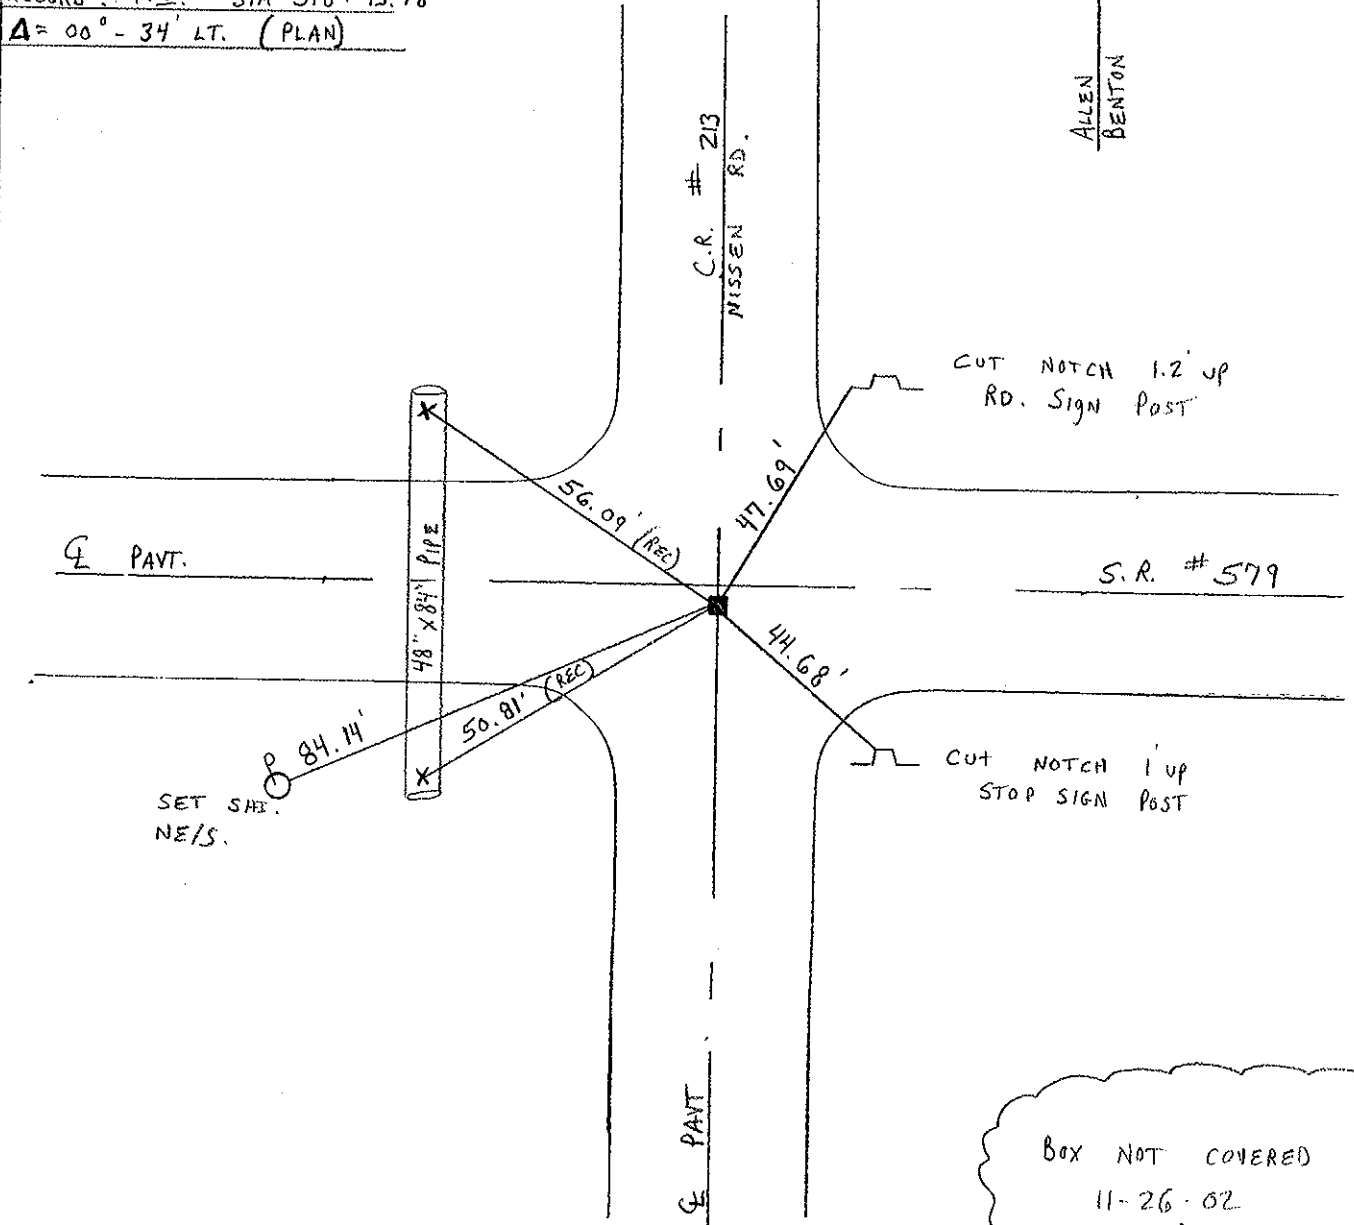 Δ = 00° - 34' LT. (PLAN)
ALLEN
BENTON
C.R. # 213
NISSEN RD.
CUT NOTCH 1.2' UP
RD. SIGN POST
56.09' (REC)
47.69'
℄ PAVT.
48" x 84' PIPE
S.R. # 579
44.68'
50.81' (REC)
84.14'
P
SET
NE/S.
CUT NOTCH 1' UP
STOP SIGN POST
℄ PAVT
BOX NOT COVERED
11-26-02